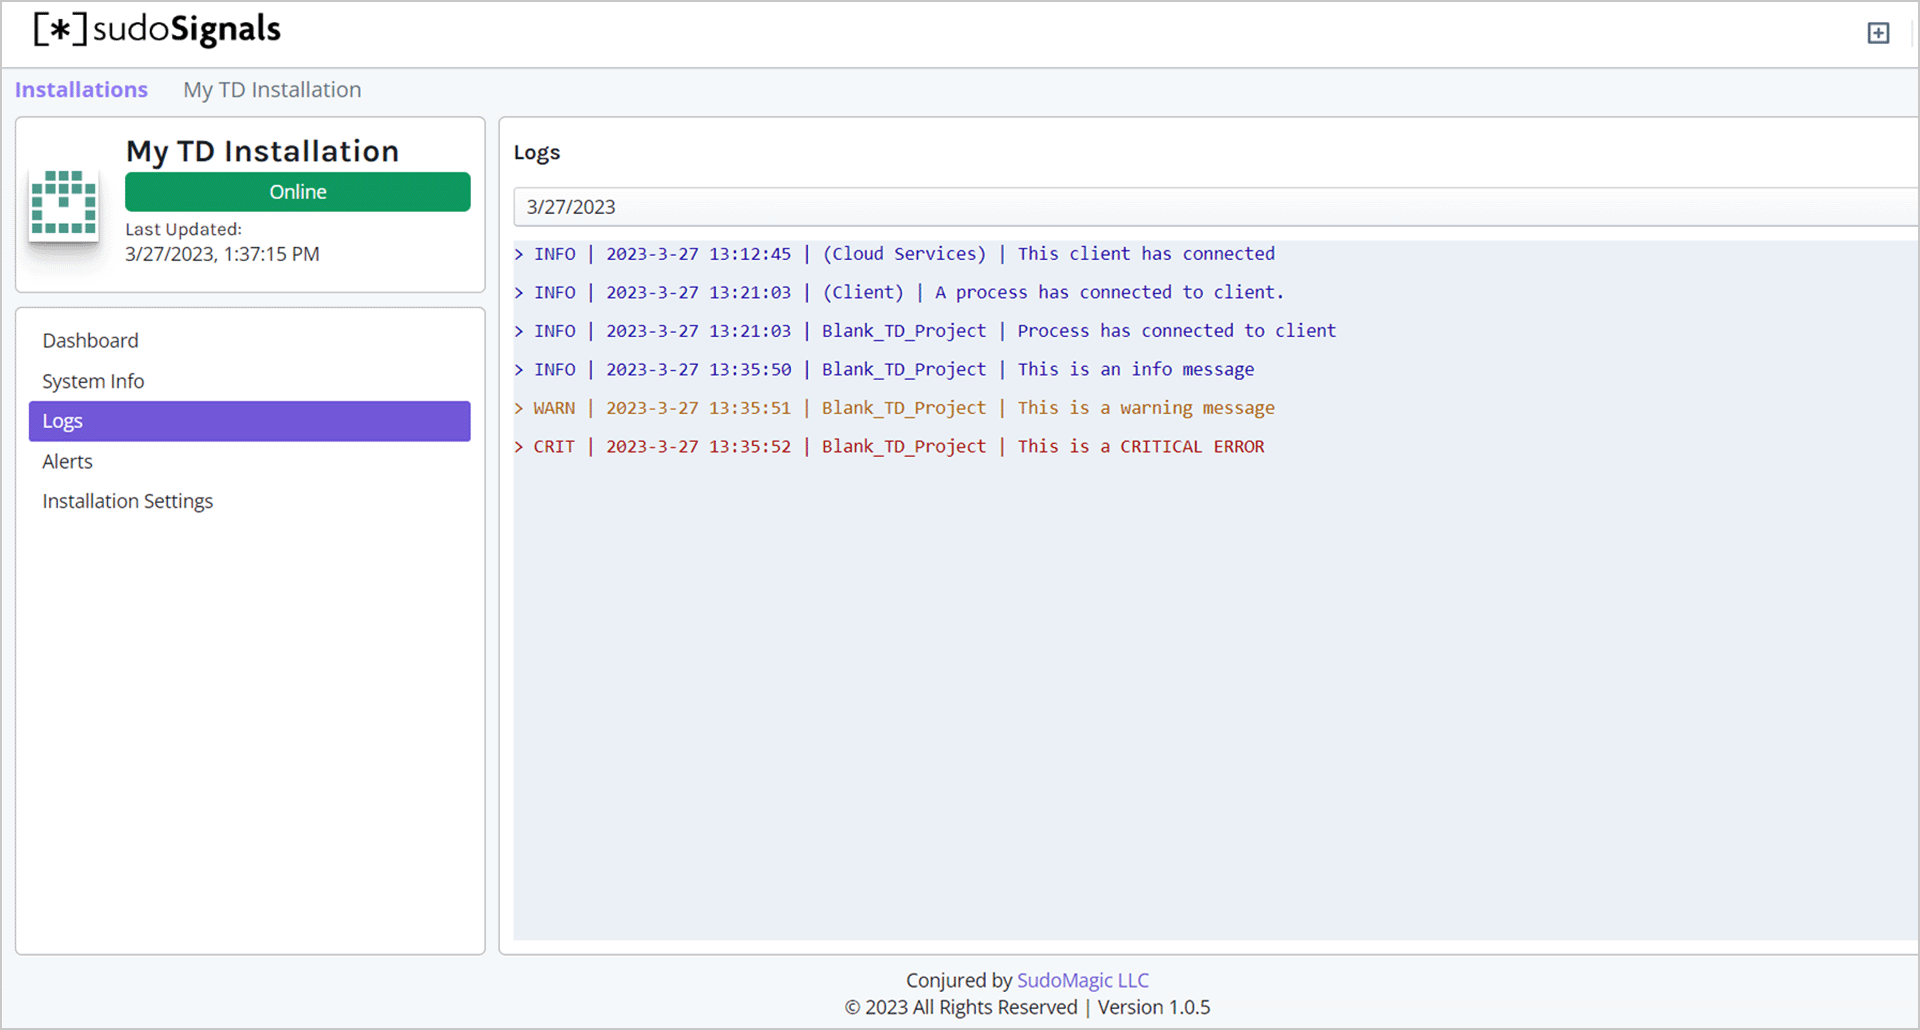 [*]sudoSignals
Installations My TD Installation
My TD Installation
Online
Last Updated:
3/27/2023, 1:37:15 PM
Dashboard
System Info
Logs
Alerts
Installation Settings
Logs
3/27/2023
> INFO | 2023-3-27 13:12:45 | (Cloud Services) | This client has connected
> INFO | 2023-3-27 13:21:03 | (Client) | A process has connected to client.
> INFO | 2023-3-27 13:21:03 | Blank_TD_Project | Process has connected to client
> INFO | 2023-3-27 13:35:50 | Blank_TD_Project | This is an info message
> WARN | 2023-3-27 13:35:51 | Blank_TD_Project | This is a warning message
> CRIT | 2023-3-27 13:35:52 | Blank_TD_Project | This is a CRITICAL ERROR
Conjured by SudoMagic LLC
© 2023 All Rights Reserved | Version 1.0.5